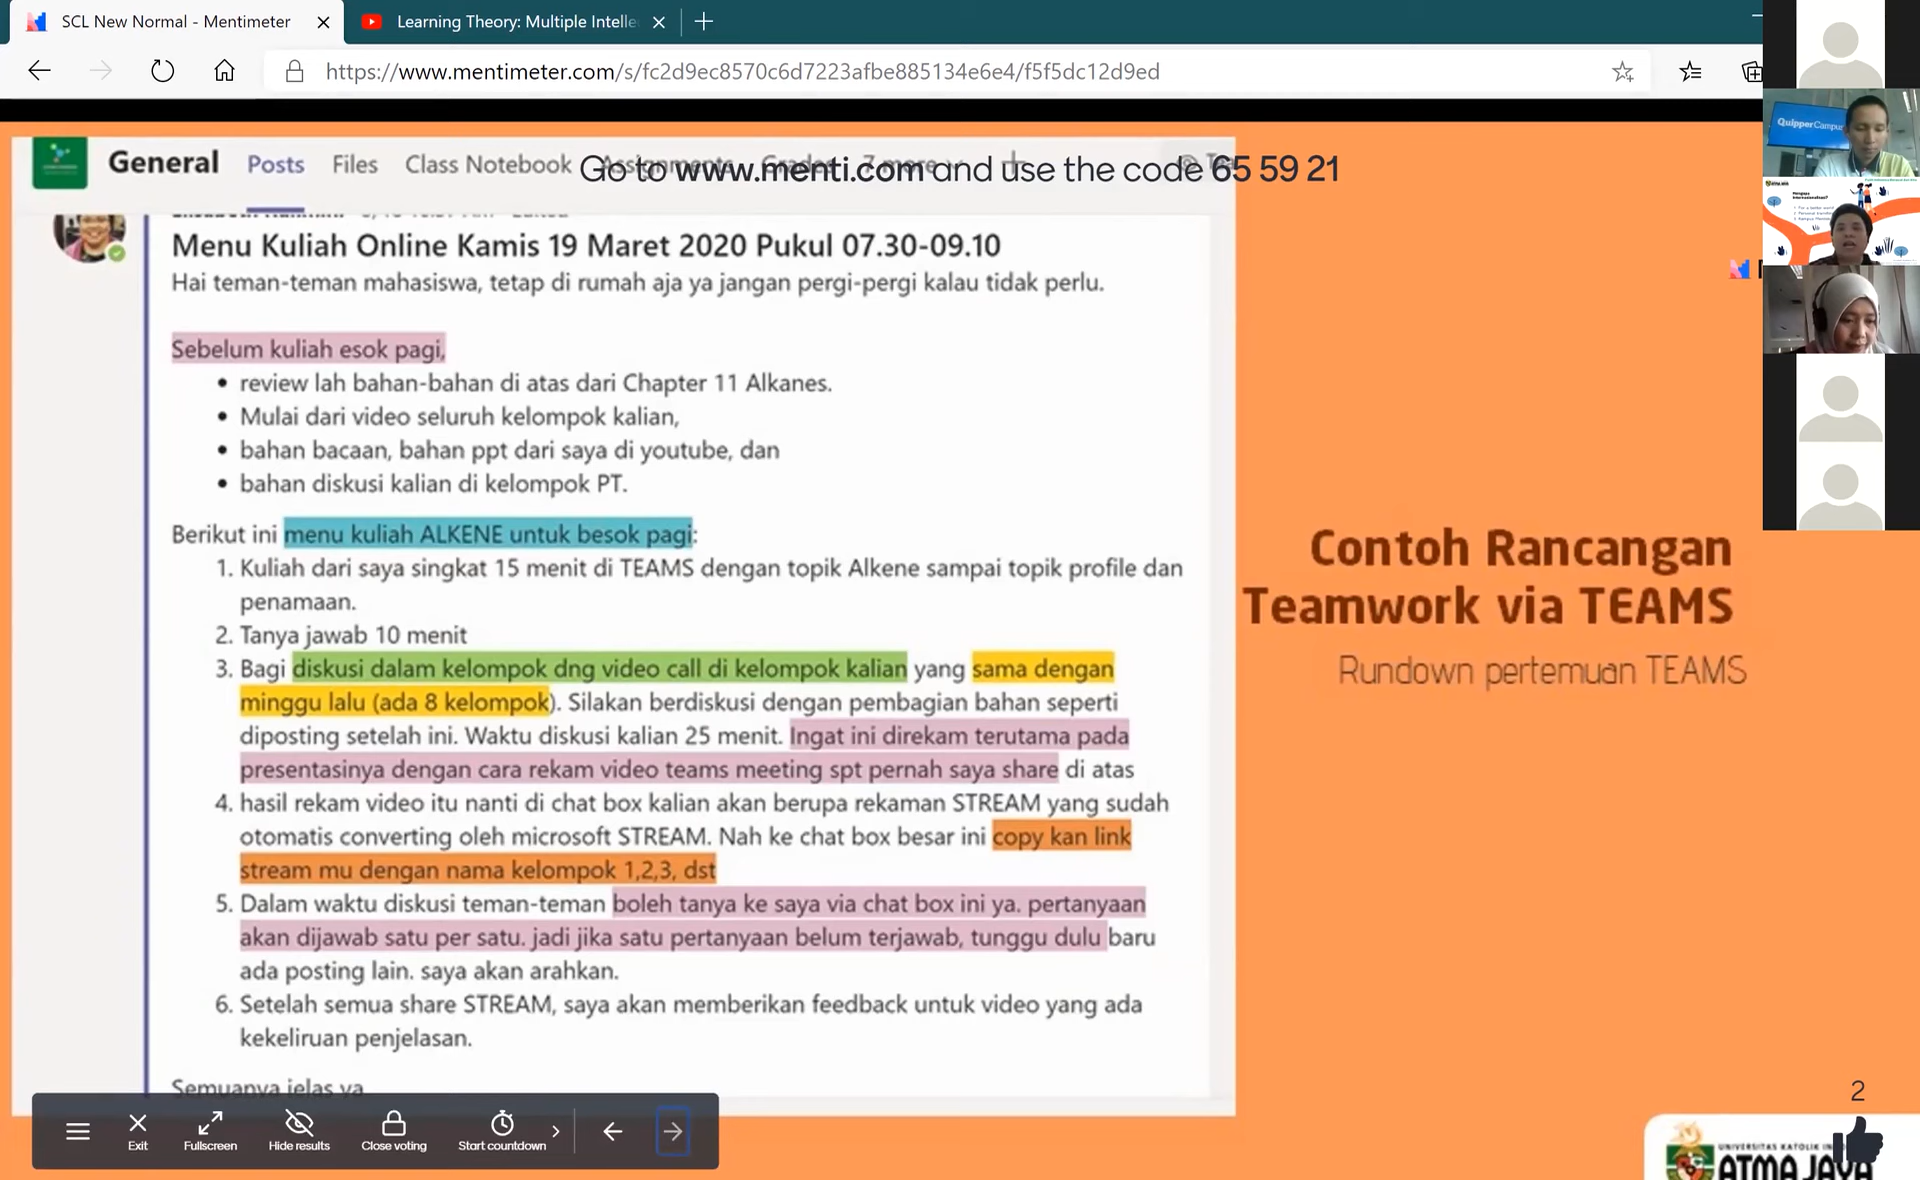 SCL New Normal - Mentimeter
Learning Theory: Multiple Intelle
https://www.mentimeter.com/s/fc2d9ec8570c6d7223afbe885134e6e4/f5f5dc12d9ed
General Posts Files Class Notebook Assignments Grades 7 more
Go to www.menti.com and use the code 65 59 21
Menu Kuliah Online Kamis 19 Maret 2020 Pukul 07.30-09.10
Hai teman-teman mahasiswa, tetap di rumah aja ya jangan pergi-pergi kalau tidak perlu.
Sebelum kuliah esok pagi,
• review lah bahan-bahan di atas dari Chapter 11 Alkanes.
• Mulai dari video seluruh kelompok kalian,
• bahan bacaan, bahan ppt dari saya di youtube, dan
• bahan diskusi kalian di kelompok PT.
Berikut ini menu kuliah ALKENE untuk besok pagi:
1. Kuliah dari saya singkat 15 menit di TEAMS dengan topik Alkene sampai topik profile dan
penamaan.
2. Tanya jawab 10 menit
3. Bagi diskusi dalam kelompok dng video call di kelompok kalian yang sama dengan
minggu lalu (ada 8 kelompok). Silakan berdiskusi dengan pembagian bahan seperti
diposting setelah ini. Waktu diskusi kalian 25 menit. Ingat ini direkam terutama pada
presentasinya dengan cara rekam video teams meeting spt pernah saya share di atas
4. hasil rekam video itu nanti di chat box kalian akan berupa rekaman STREAM yang sudah
otomatis converting oleh microsoft STREAM. Nah ke chat box besar ini copy kan link
stream mu dengan nama kelompok 1,2,3, dst
5. Dalam waktu diskusi teman-teman boleh tanya ke saya via chat box ini ya. pertanyaan
akan dijawab satu per satu. jadi jika satu pertanyaan belum terjawab, tunggu dulu baru
ada posting lain. saya akan arahkan.
6. Setelah semua share STREAM, saya akan memberikan feedback untuk video yang ada
kekeliruan penjelasan.
Semuanya jelas ya
Contoh Rancangan
Teamwork via TEAMS
Rundown pertemuan TEAMS
QuipperCampus
Exit
Fullscreen
Hide results
Close voting
Start countdown
2
UNIVERSITAS KATOLIK IN
ATMA JAYA